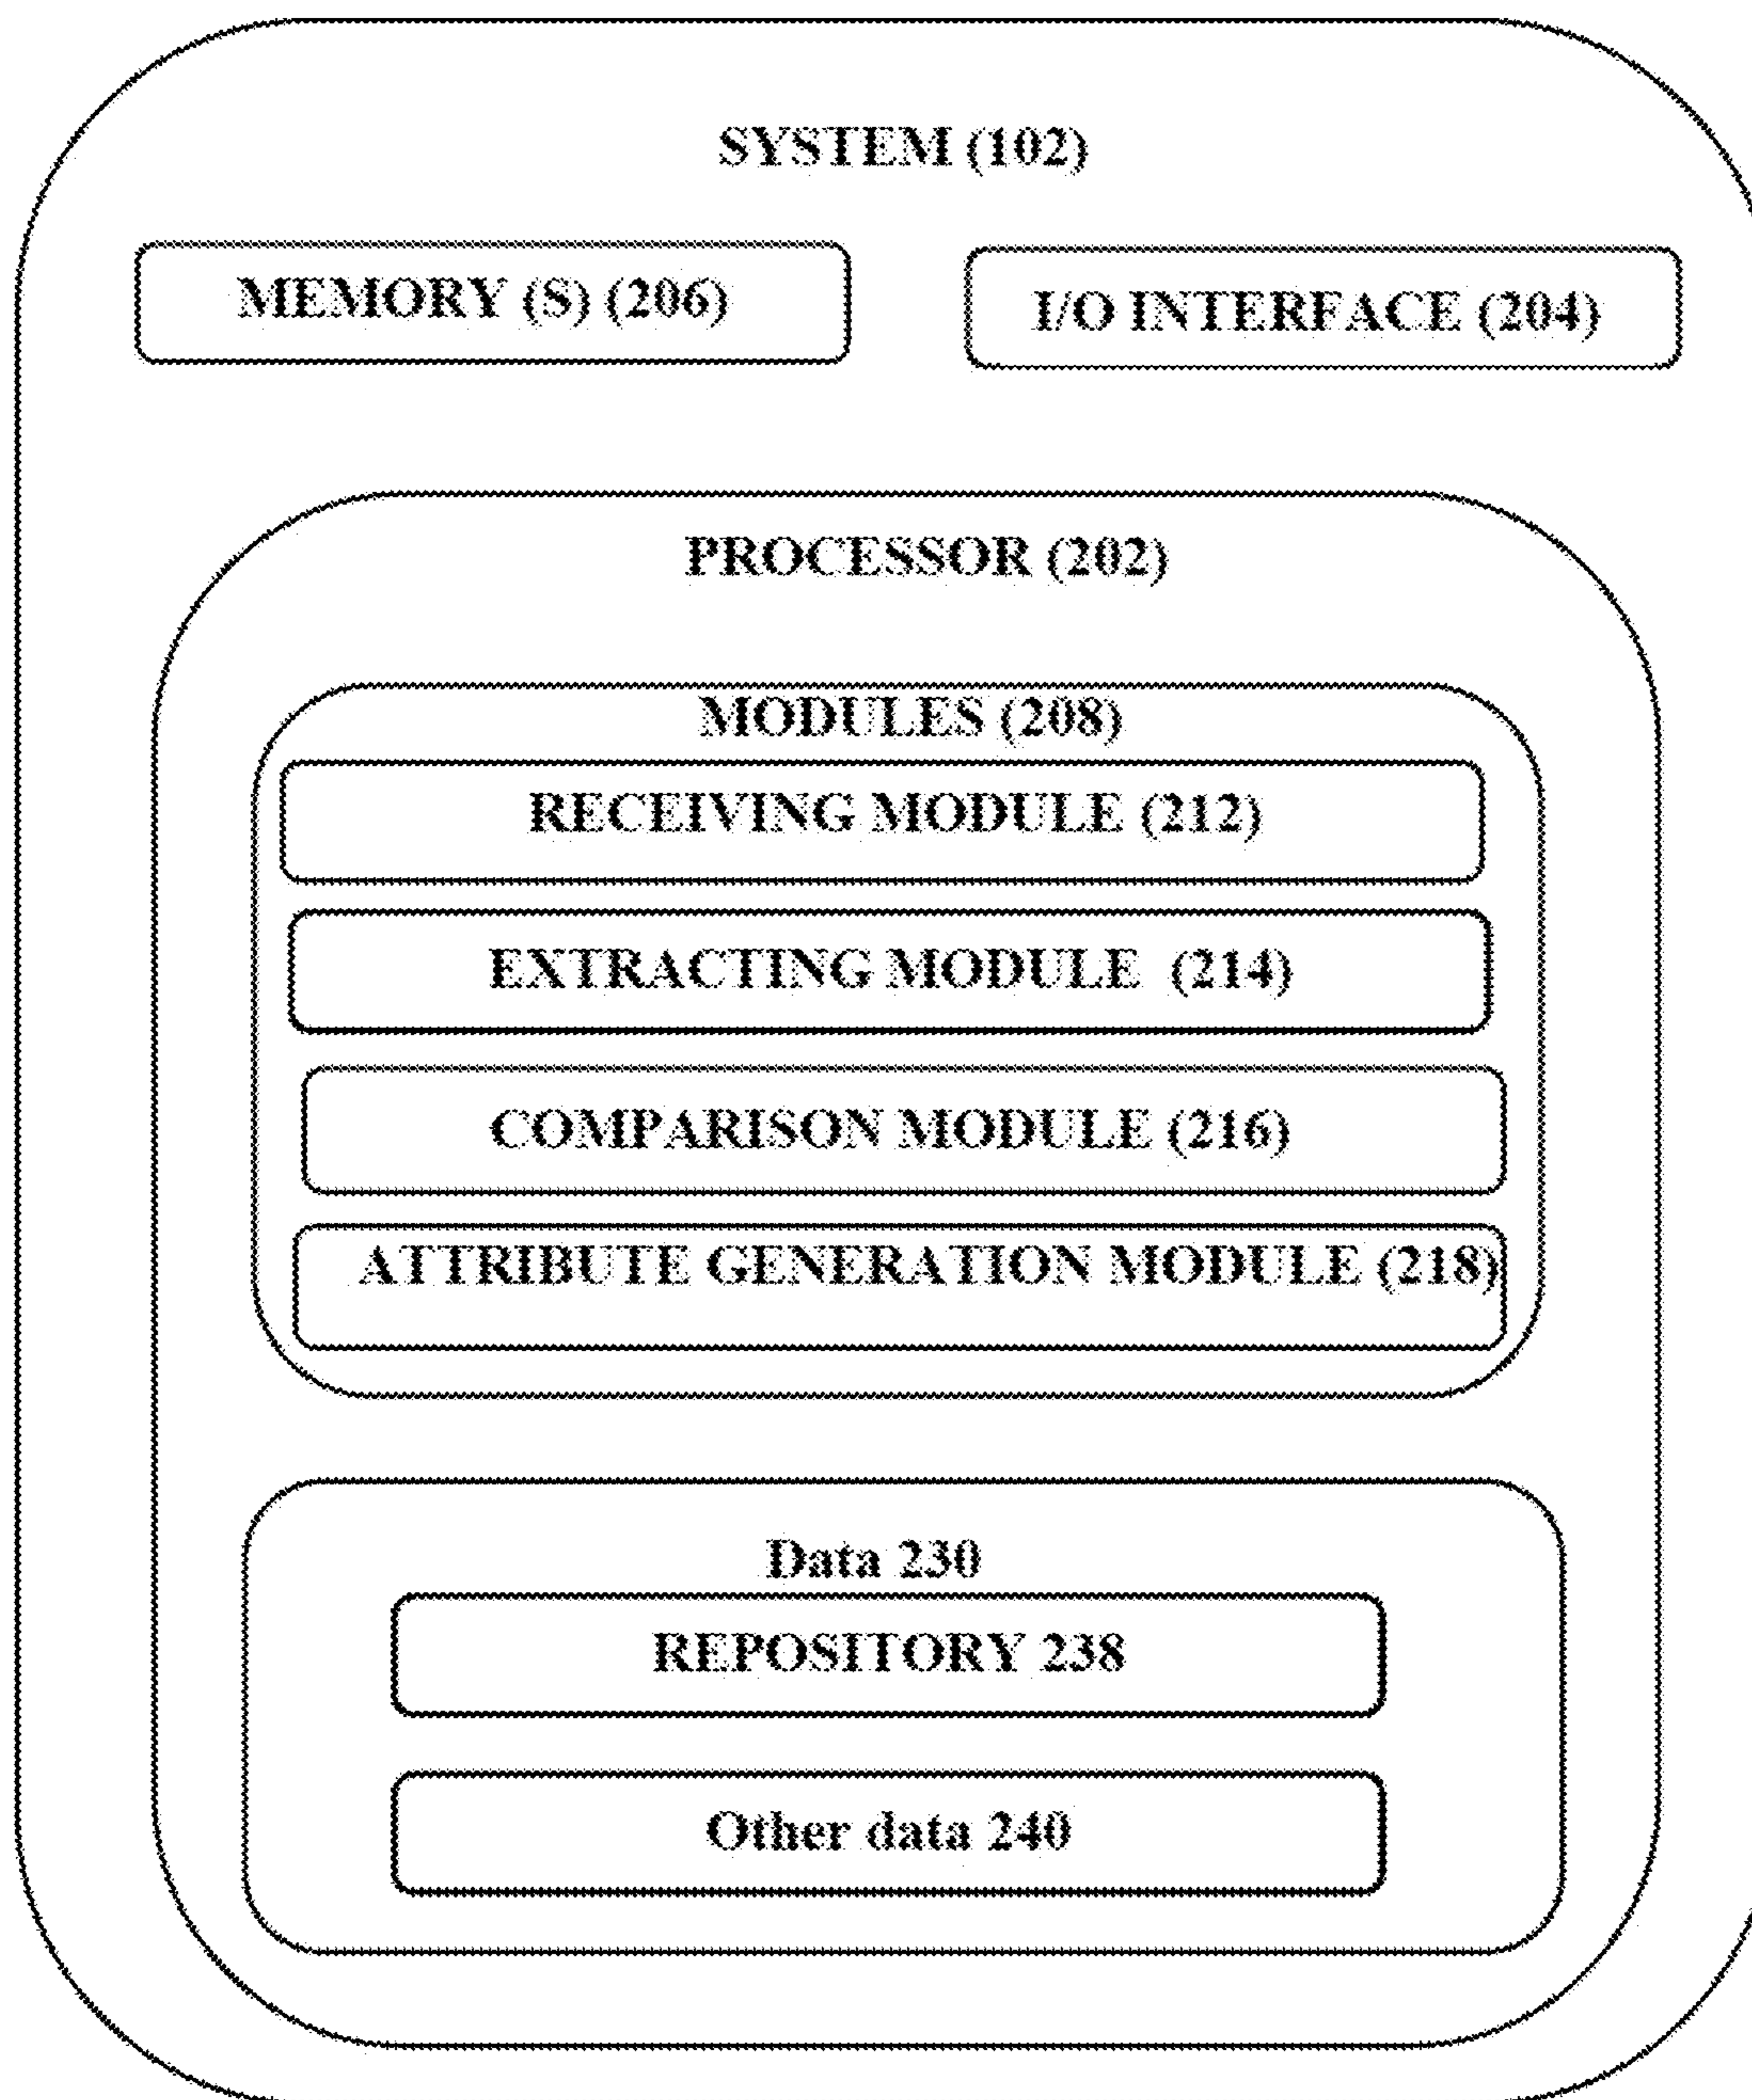 SYSTEM (102)
MEMORY (S) (206)
I/O INTERFACE (204)
PROCESSOR (202)
MODULES (208)
RECEIVING MODULE (212)
EXTRACTING MODULE (214)
COMPARISON MODULE (216)
ATTRIBUTE GENERATION MODULE (218)
Data 230
REPOSITORY 238
Other data 240